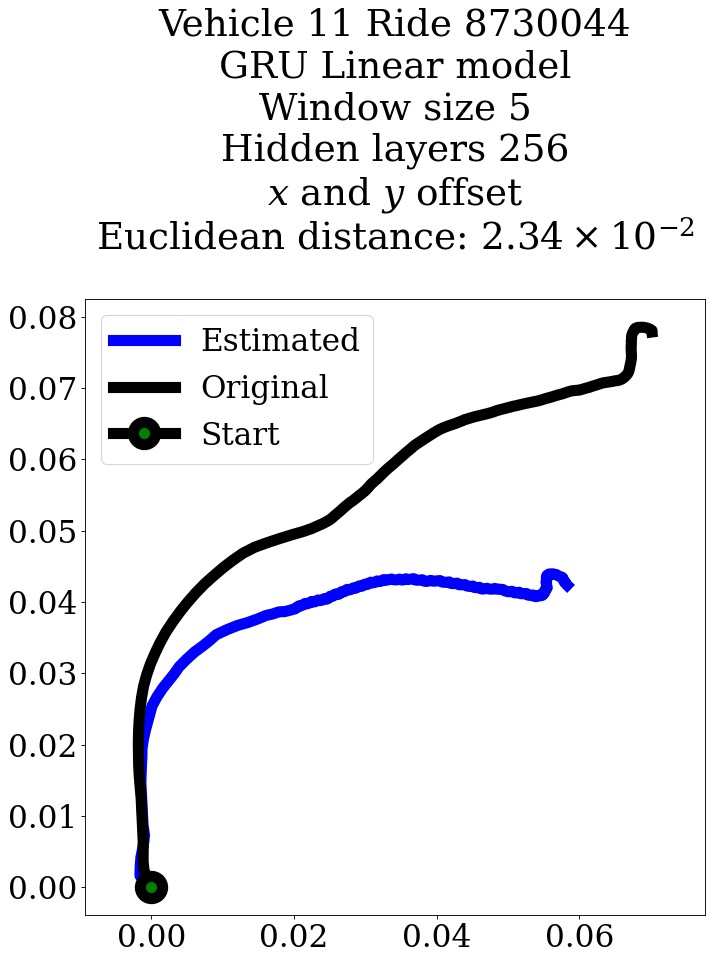 Vehicle 11 Ride 8730044
GRU Linear model
Window size 5
Hidden layers 256
x and y offset
Euclidean distance: 2.34 × 10⁻²
0.08
0.07
0.06
0.05
0.04
0.03
0.02
0.01
0.00
Estimated
Original
Start
0.00 0.02 0.04 0.06